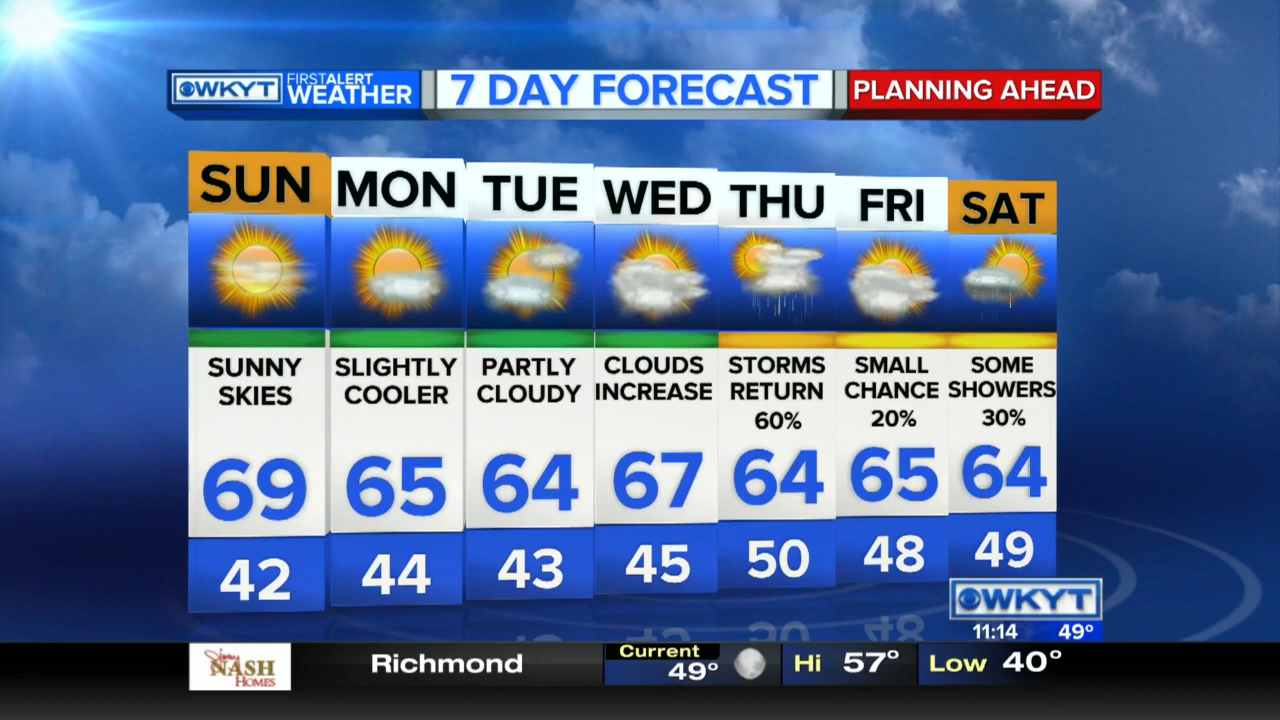 WKYT FIRST ALERT WEATHER 7 DAY FORECAST PLANNING AHEAD
SUN MON TUE WED THU FRI SAT
SUNNY SKIES
SLIGHTLY COOLER
PARTLY CLOUDY
CLOUDS INCREASE
STORMS RETURN 60%
SMALL CHANCE 20%
SOME SHOWERS 30%
69 65 64 67 64 65 64
42 44 43 45 50 48 49
WKYT
11:14 49°
NASH HOMES Richmond Current 49° Hi 57° Low 40°